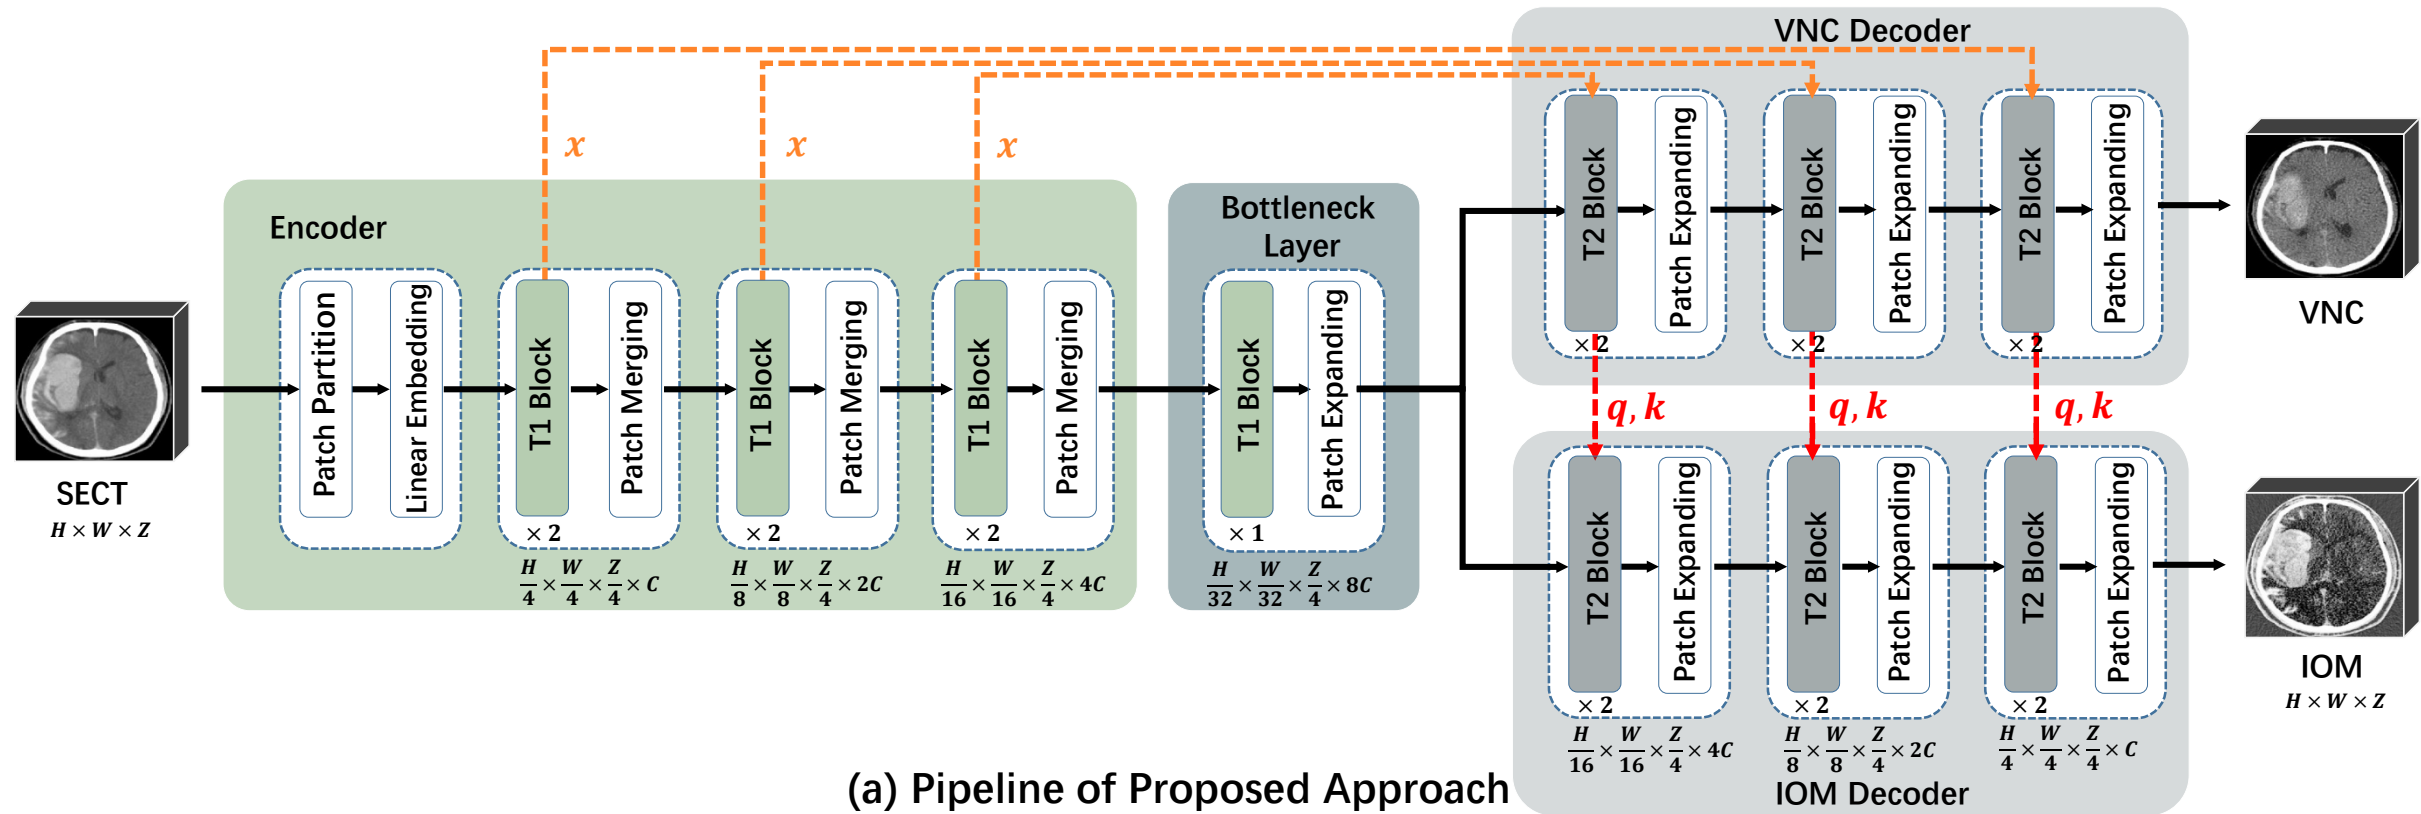 VNC Decoder
x
x
x
T2 Block
Patch Expanding
T2 Block
Patch Expanding
T2 Block
Patch Expanding
× 2
× 2
× 2
VNC
Encoder
Bottleneck
Layer
SECT
H × W × Z
Patch Partition
Linear Embedding
T1 Block
Patch Merging
T1 Block
Patch Merging
T1 Block
Patch Merging
T1 Block
Patch Expanding
× 2
× 2
× 2
× 1
H/4 × W/4 × Z/4 × C
H/8 × W/8 × Z/4 × 2C
H/16 × W/16 × Z/4 × 4C
H/32 × W/32 × Z/4 × 8C
q, k
q, k
q, k
T2 Block
Patch Expanding
T2 Block
Patch Expanding
T2 Block
Patch Expanding
× 2
× 2
× 2
H/16 × W/16 × Z/4 × 4C
H/8 × W/8 × Z/4 × 2C
H/4 × W/4 × Z/4 × C
IOM
H × W × Z
IOM Decoder
(a) Pipeline of Proposed Approach